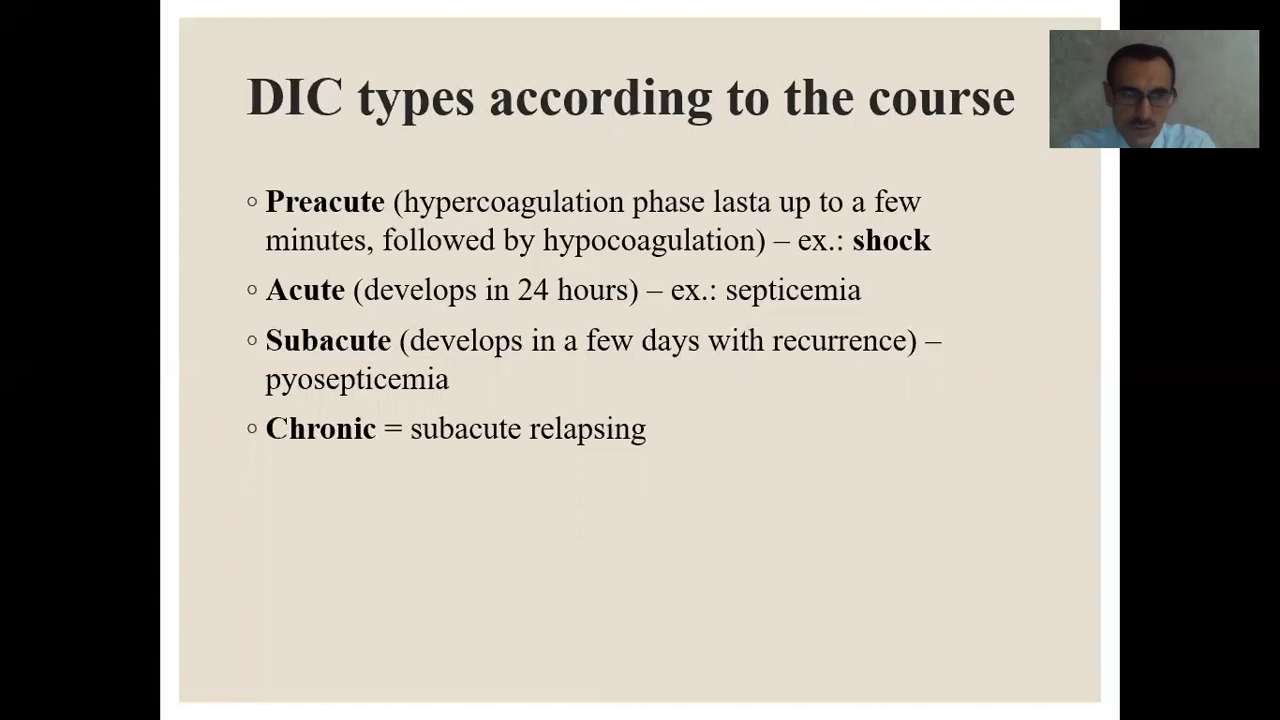 DIC types according to the course
◦ Preacute (hypercoagulation phase lasta up to a few
minutes, followed by hypocoagulation) – ex.: shock
◦ Acute (develops in 24 hours) – ex.: septicemia
◦ Subacute (develops in a few days with recurrence) –
pyosepticemia
◦ Chronic = subacute relapsing